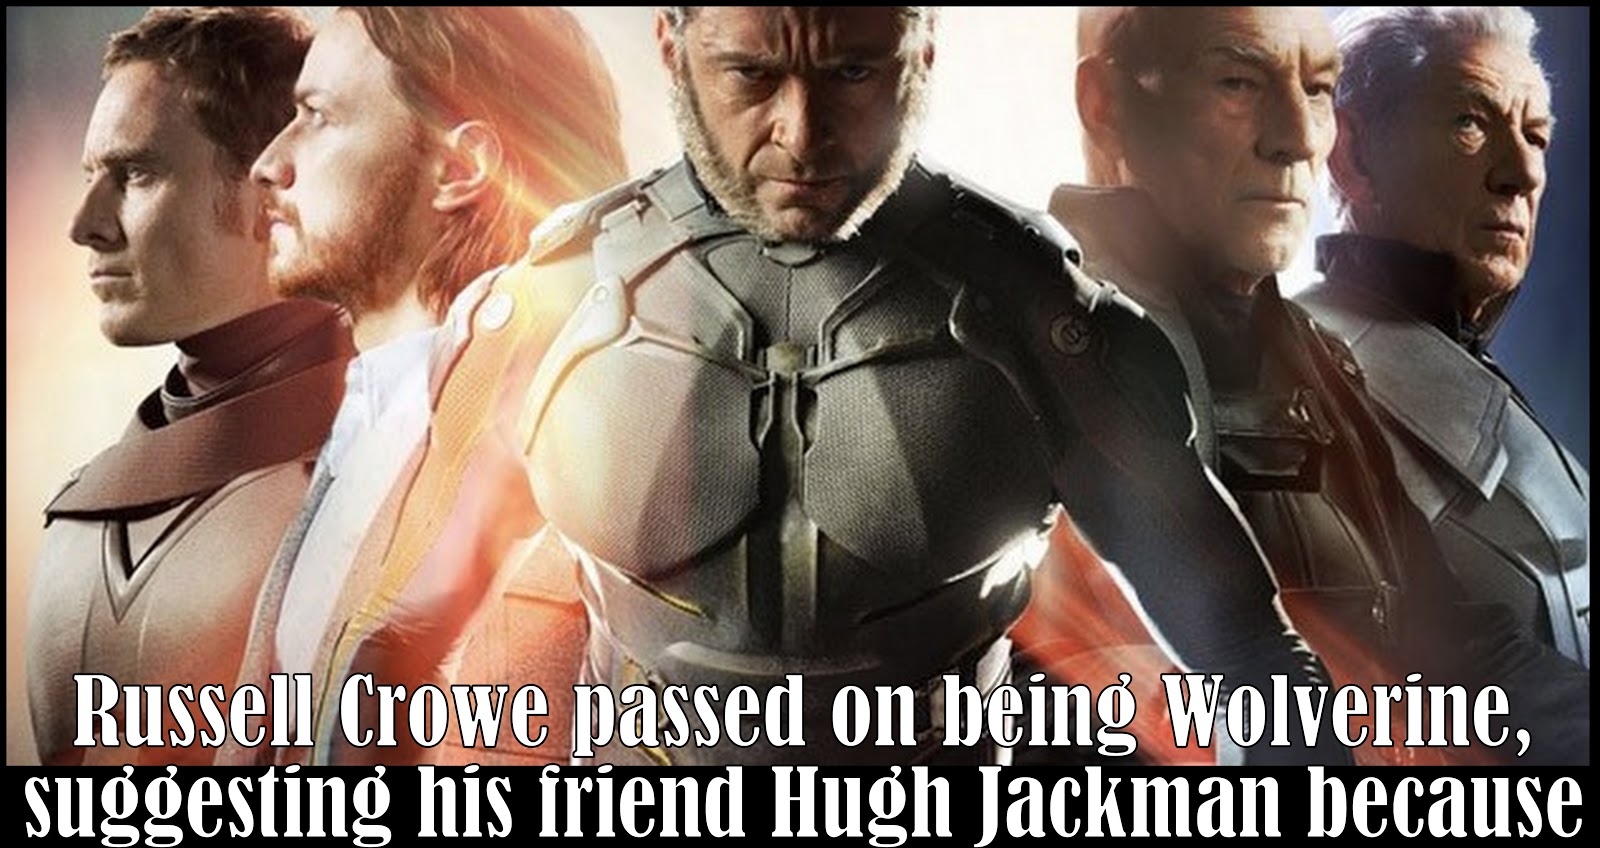 Russell Crowe passed on being Wolverine,
suggesting his friend Hugh Jackman because